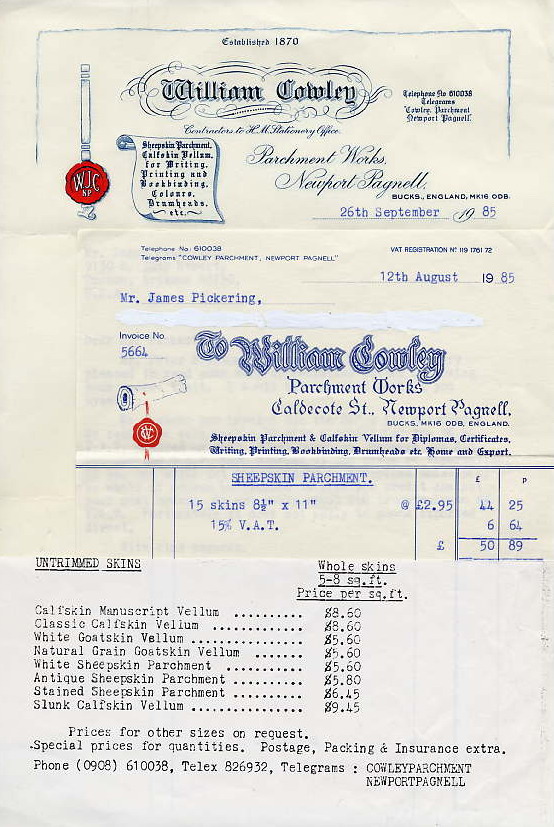 Established 1870
William Cowley
Contractors to H.M. Stationery Office.
Telephone No 610038
Telegrams
"Cowley, Parchment
Newport Pagnell"
Sheepskin Parchment,
Calfskin Vellum,
for Writing,
Printing and
Bookbinding,
Colours,
Drumheads,
etc.
WJC
NP
Parchment Works,
Newport Pagnell,
BUCKS., ENGLAND, MK16 0DB.
26th September 1985
Telephone No: 610038
Telegrams "COWLEY PARCHMENT, NEWPORT PAGNELL"
VAT REGISTRATION Nº 119 1761 72
12th August 1985
Mr. James Pickering,
Invoice No.
5664
To William Cowley
Parchment Works
Caldecote St., Newport Pagnell,
BUCKS, MK16 0DB, ENGLAND.
Sheepskin Parchment & Calfskin Vellum for Diplomas, Certificates,
Writing, Printing, Bookbinding, Drumheads etc. Home and Export.
SHEEPSKIN PARCHMENT. £ p
15 skins 8½" x 11" @ £2.95 44 25
15% V.A.T. 6 64
£ 50 89
UNTRIMMED SKINS
Whole skins
5-8 sq.ft.
Price per sq.ft.
Calfskin Manuscript Vellum .......... $8.60
Classic Calfskin Vellum .......... $8.60
White Goatskin Vellum .............. $5.60
Natural Grain Goatskin Vellum ...... $5.60
White Sheepskin Parchment .......... $5.60
Antique Sheepskin Parchment .......... $5.80
Stained Sheepskin Parchment ......... $6.45
Slunk Calfskin Vellum .............. $9.45
Prices for other sizes on request.
Special prices for quantities. Postage, Packing & Insurance extra.
Phone (0908) 610038, Telex 826932, Telegrams : COWLEYPARCHMENT
NEWPORTPAGNELL